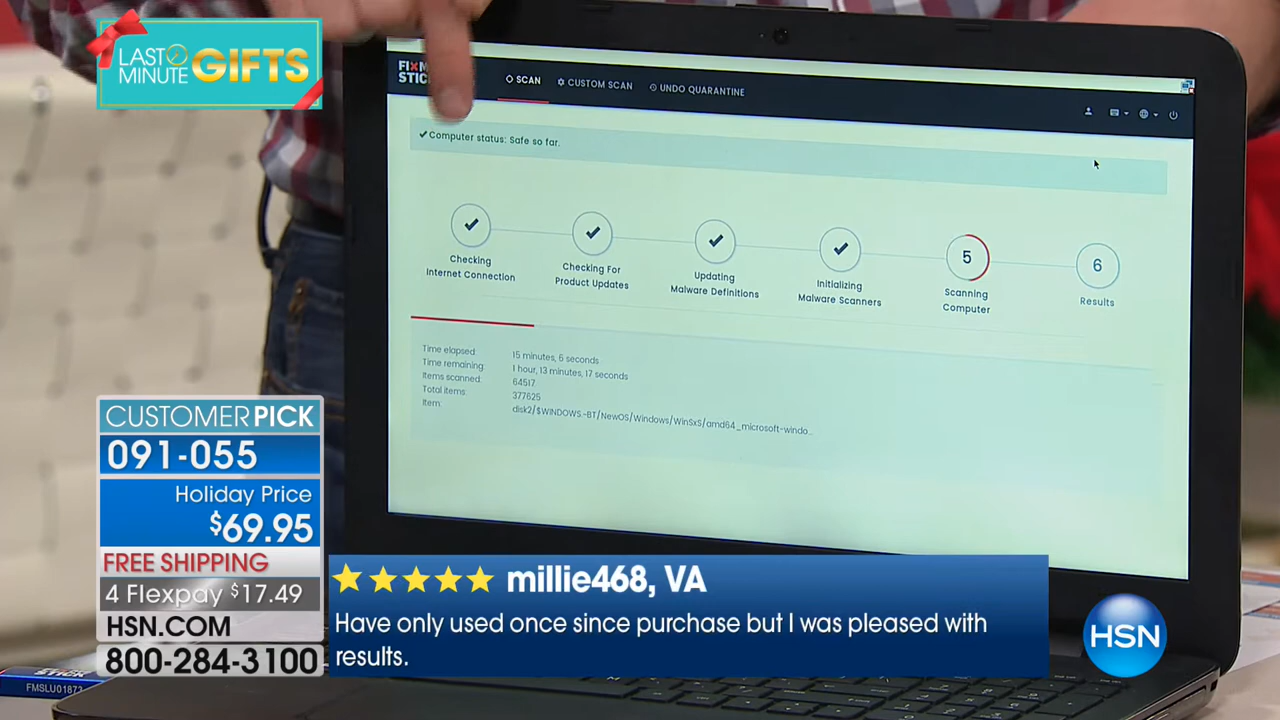 LAST
MINUTE
GIFTS
SCAN
CUSTOM SCAN
UNDO QUARANTINE
Computer status: Safe so far.
Checking
Internet Connection
Checking For
Product Updates
Updating
Malware Definitions
Initializing
Malware Scanners
5
Scanning
Computer
6
Results
Time elapsed: 15 minutes, 6 seconds
Time remaining: 1 hour, 13 minutes, 17 seconds
Items scanned: 64517
Total items: 377625
Item: disk2/$WINDOWS.~BT/NewOS/Windows/WinSxS/amd64_microsoft-windo...
CUSTOMER PICK
091-055
Holiday Price
$69.95
FREE SHIPPING
4 Flexpay $17.49
HSN.COM
800-284-3100
millie468, VA
Have only used once since purchase but I was pleased with
results.
HSN